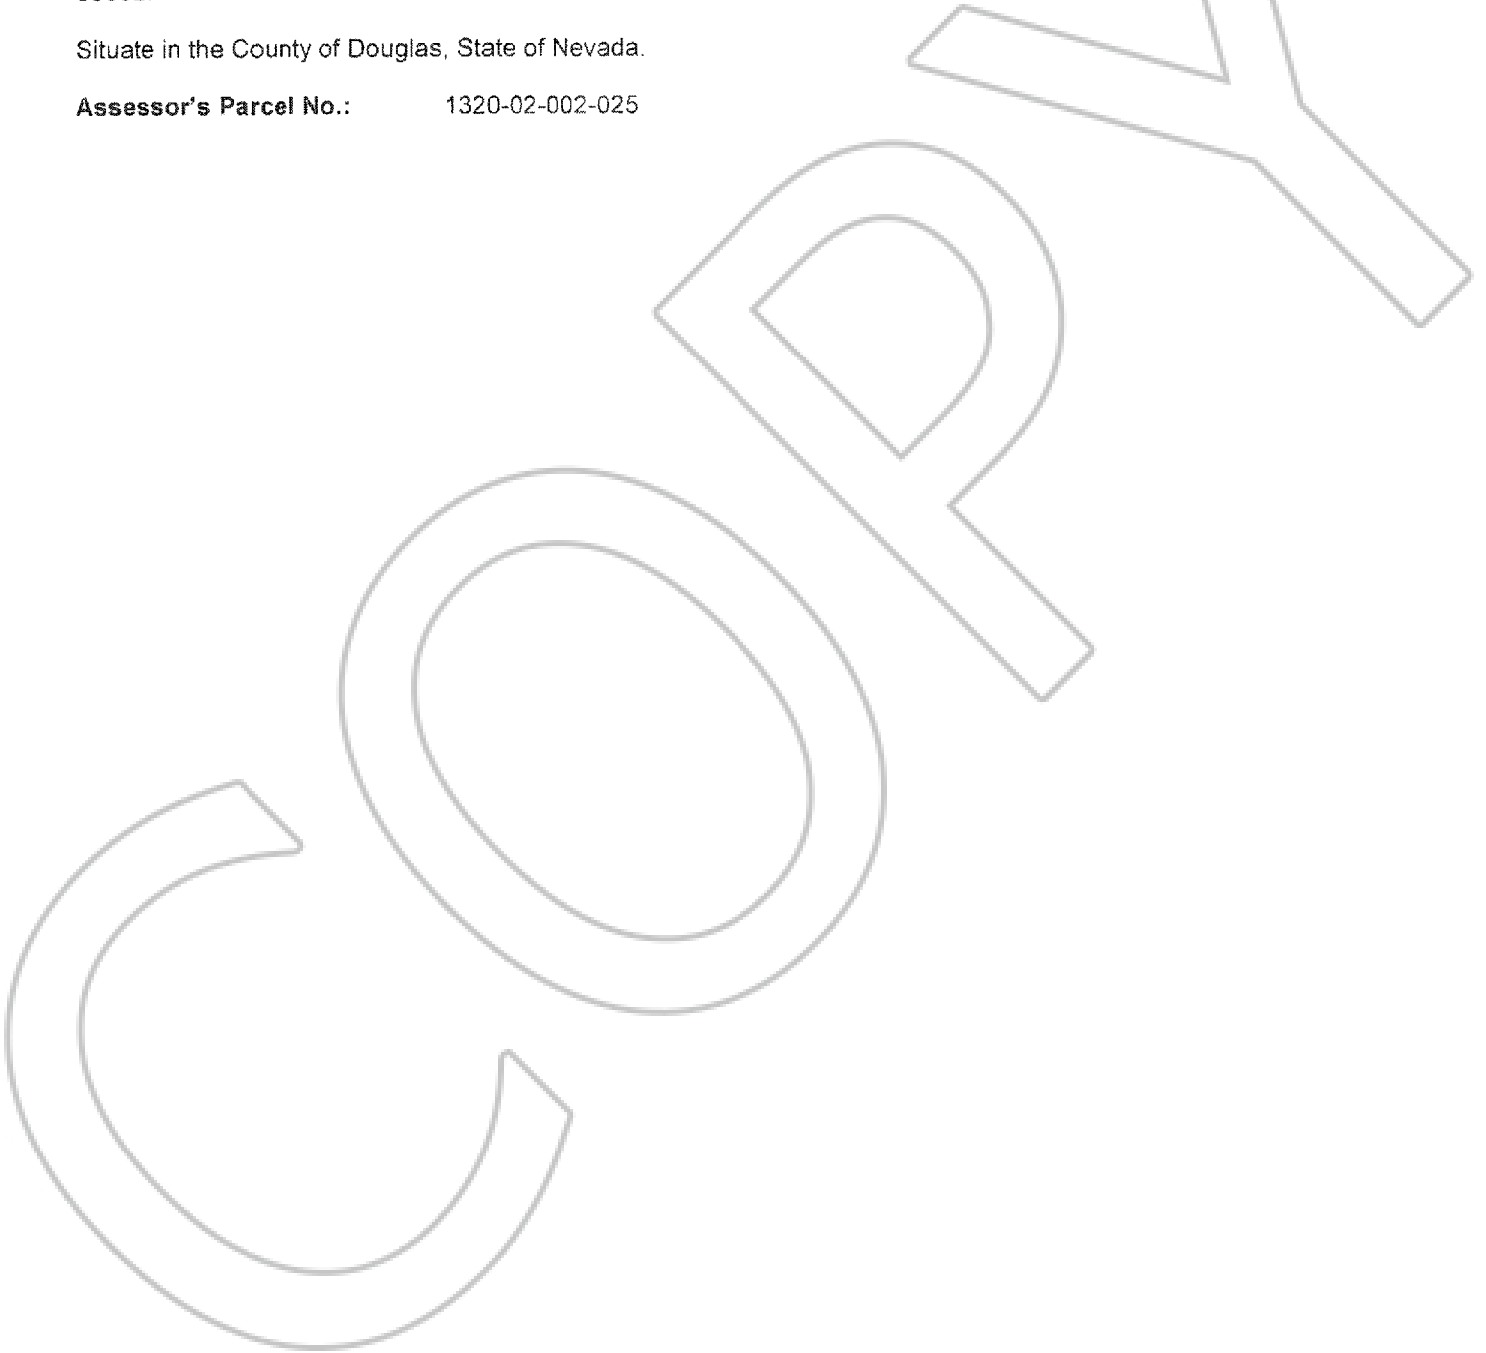 Situate in the County of Douglas, State of Nevada.
Assessor's Parcel No.: 1320-02-002-025
COPY